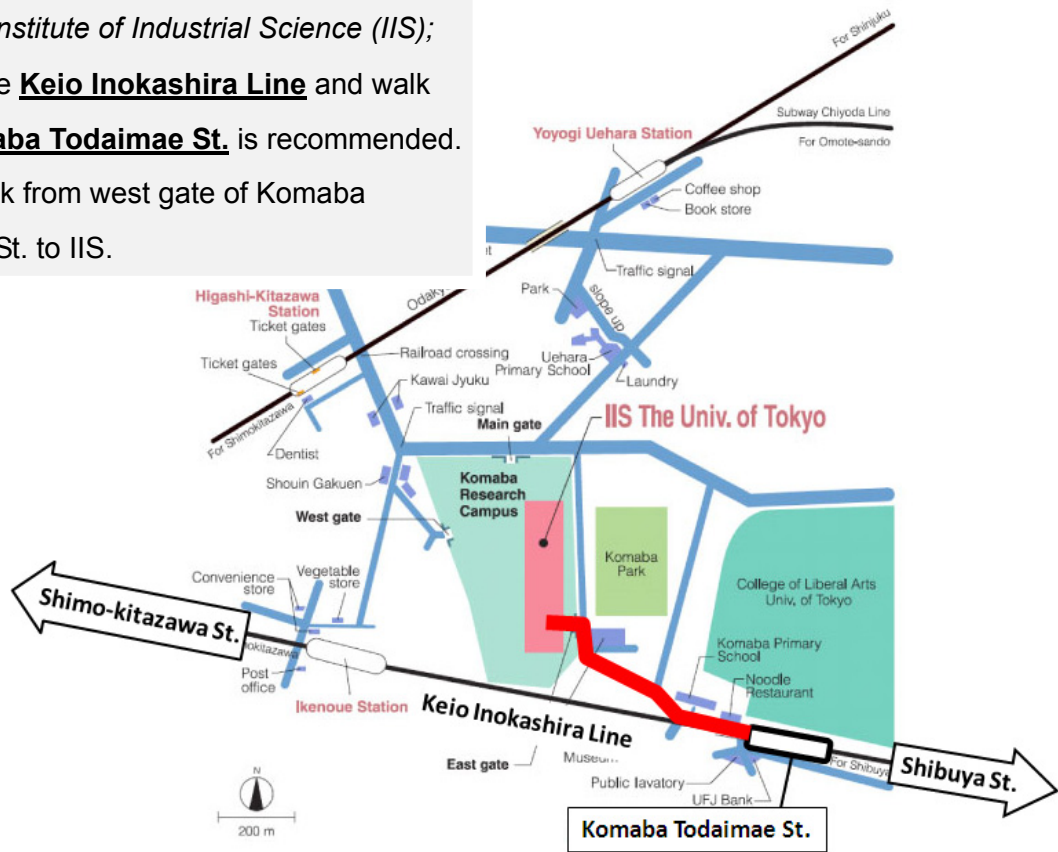 nstitute of Industrial Science (IIS);
e Keio Inokashira Line and walk
aba Todaimae St. is recommended.
k from west gate of Komaba
St. to IIS.
For Shinjuku
Subway Chiyoda Line
Yoyogi Uehara Station
For Omote-sando
Coffee shop
Book store
Traffic signal
Park
slope up
Higashi-Kitazawa
Station
Odaky
Ticket gates
Uehara
Primary School
Railroad crossing
Ticket gates
Kawai Jyuku
Laundry
Traffic signal
IIS The Univ. of Tokyo
For Shimokitazawa
Main gate
Dentist
Shouin Gakuen
Komaba
Research
Campus
West gate
Komaba
Park
College of Liberal Arts
Univ. of Tokyo
Convenience
store
Vegetable
store
Shimo-kitazawa St.
okitazawa
Komaba Primary
School
Post
office
Noodle
Restaurant
Ikenoue Station
Keio Inokashira Line
East gate
Museum
For Shibuya
Shibuya St.
Public lavatory
UFJ Bank
N
200 m
Komaba Todaimae St.